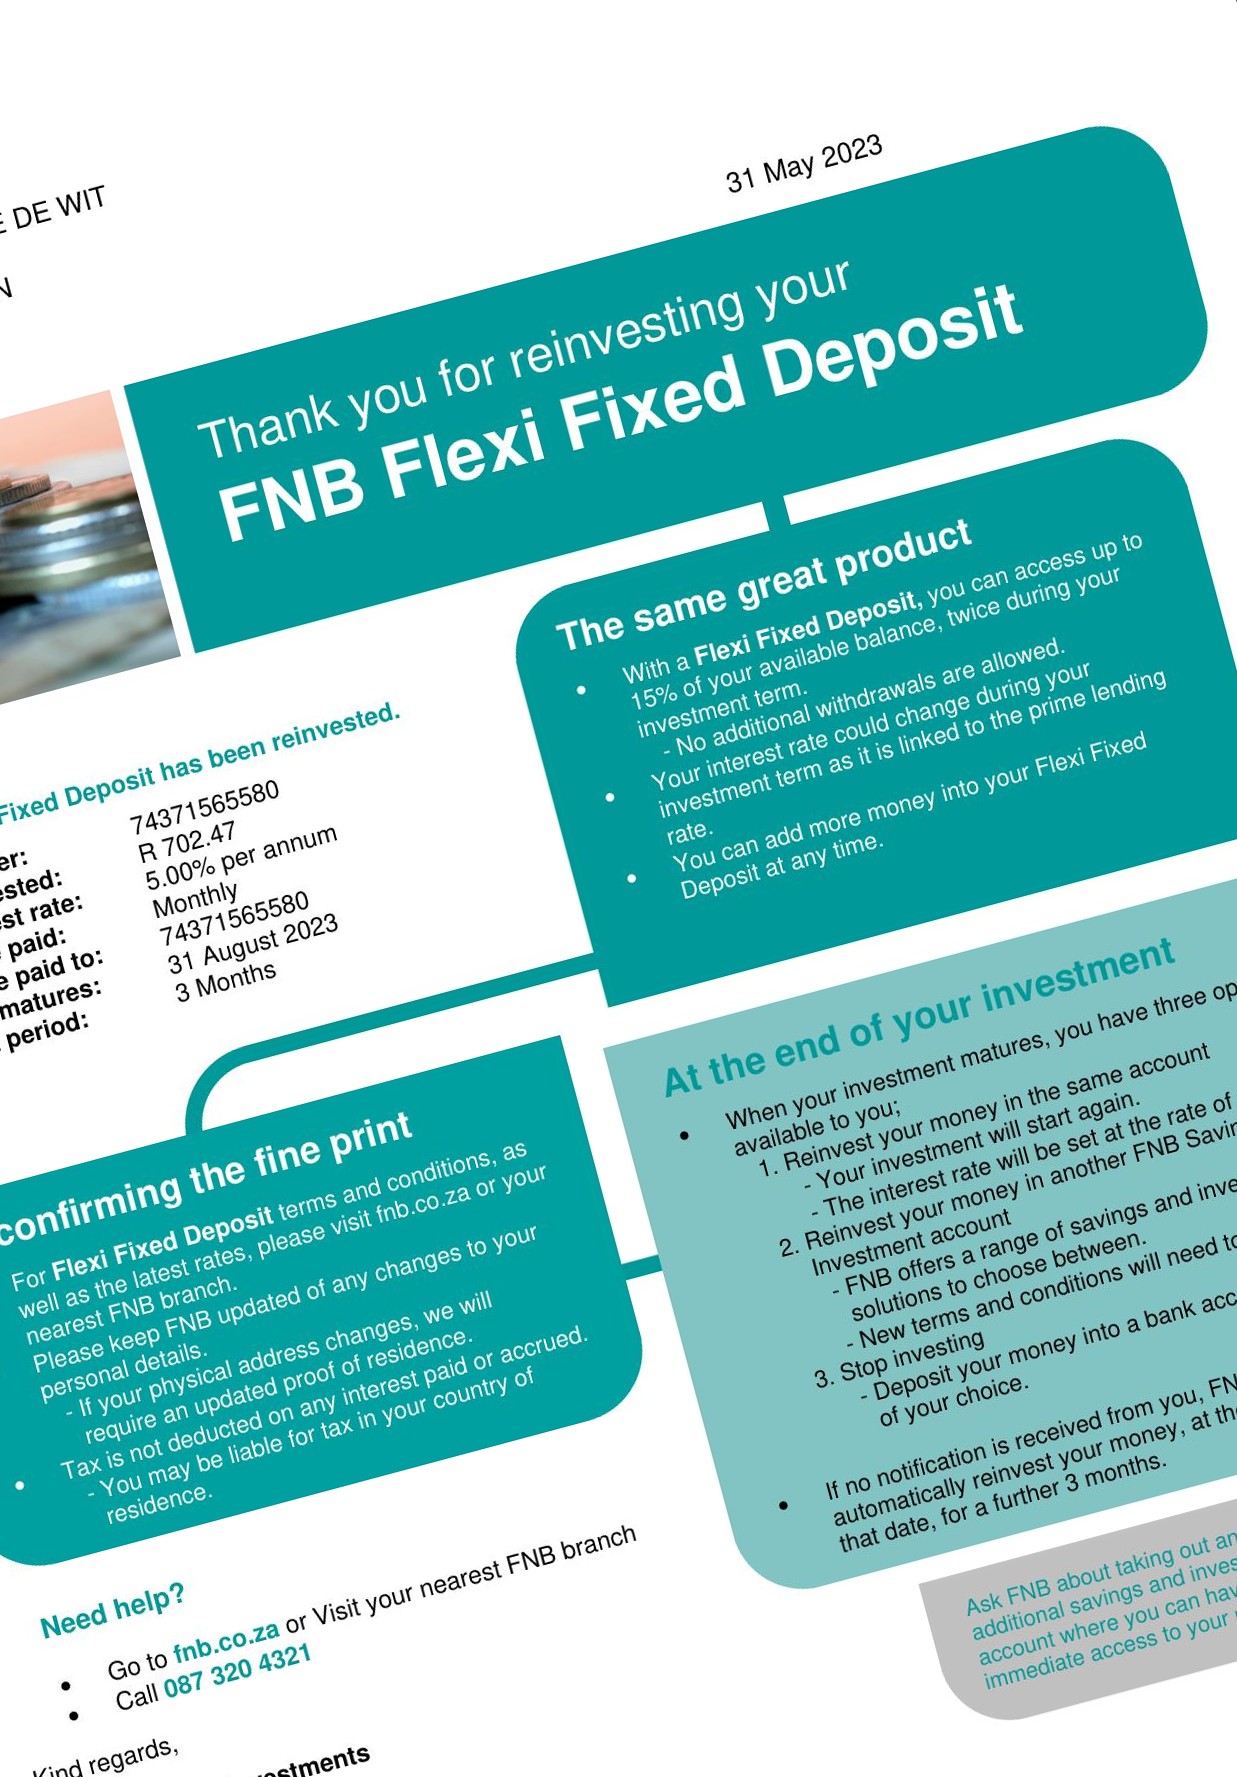 31 May 2023
E DE WIT
N
Thank you for reinvesting your
FNB Flexi Fixed Deposit
Fixed Deposit has been reinvested.
er: 74371565580
ested: R 702.47
est rate: 5.00% per annum
paid: Monthly
e paid to: 74371565580
matures: 31 August 2023
period: 3 Months
The same great product
• With a Flexi Fixed Deposit, you can access up to
15% of your available balance, twice during your
investment term.
- No additional withdrawals are allowed.
• Your interest rate could change during your
investment term as it is linked to the prime lending
rate.
• You can add more money into your Flexi Fixed
Deposit at any time.
confirming the fine print
For Flexi Fixed Deposit terms and conditions, as
well as the latest rates, please visit fnb.co.za or your
nearest FNB branch.
Please keep FNB updated of any changes to your
personal details.
- If your physical address changes, we will
require an updated proof of residence.
• Tax is not deducted on any interest paid or accrued.
- You may be liable for tax in your country of
residence.
At the end of your investment
• When your investment matures, you have three op
available to you;
1. Reinvest your money in the same account
- Your investment will start again.
- The interest rate will be set at the rate of
2. Reinvest your money in another FNB Savin
Investment account
- FNB offers a range of savings and inve
solutions to choose between.
- New terms and conditions will need to
3. Stop investing
- Deposit your money into a bank acc
of your choice.
• If no notification is received from you, FN
automatically reinvest your money, at the
that date, for a further 3 months.
Ask FNB about taking out an
additional savings and inves
account where you can hav
immediate access to your
Need help?
• Go to fnb.co.za or Visit your nearest FNB branch
• Call 087 320 4321
Kind regards,
estments